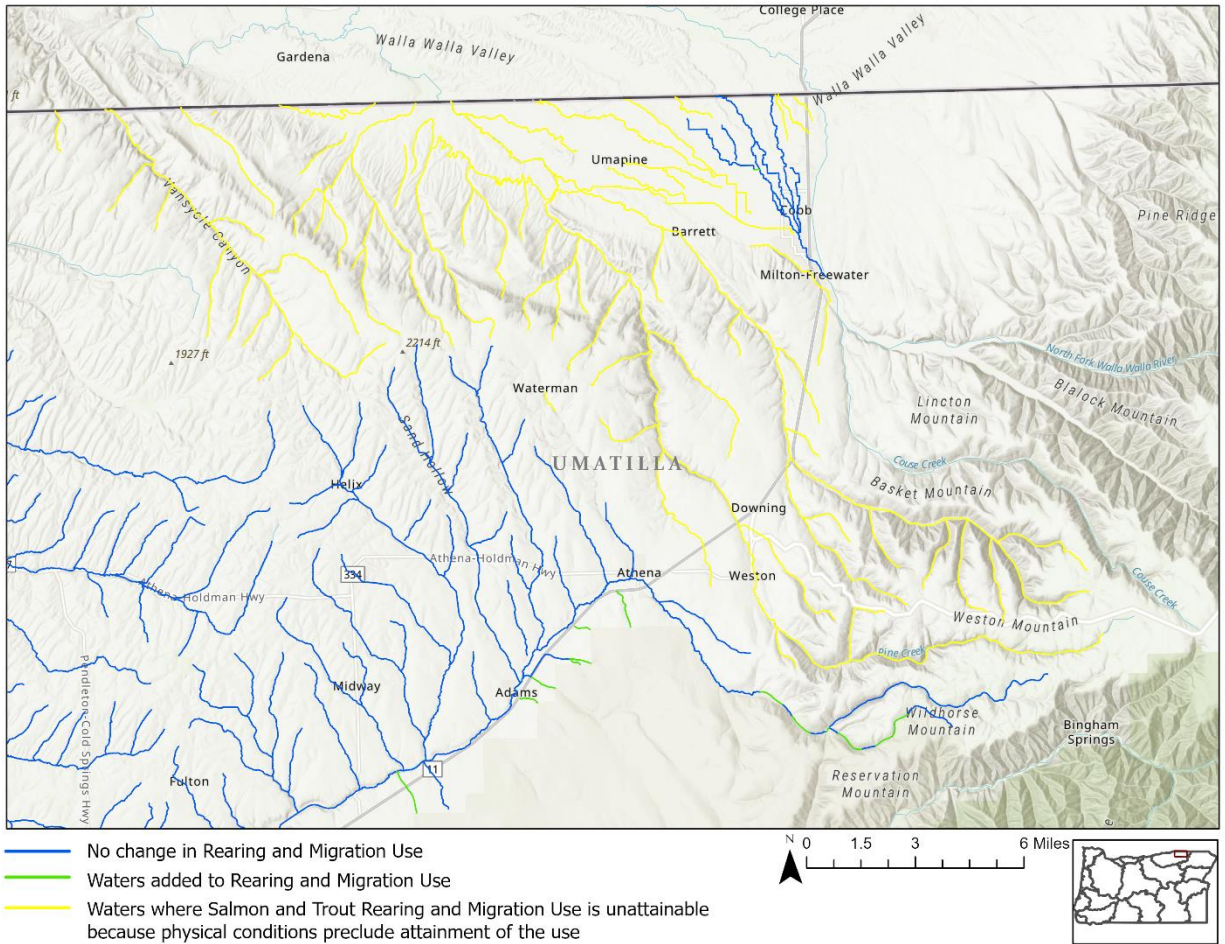 College Place
Walla Walla Valley
Gardena
Walla Walla Valley
ft
Umapine
Vansycle Canyon
Cobb
Pine Ridge
Barrett
Milton-Freewater
1927 ft
2214 ft
North Fork Walla Walla River
Waterman
Blalock Mountain
Lincton
Mountain
Sand Hollow
UMATILLA
Couse Creek
Helix
Basket Mountain
Downing
Athena-Holdman Hwy
334
Athena
Weston
Couse Creek
Athena-Holdman Hwy
Weston Mountain
Pine Creek
Pendleton-Cold Springs Hwy
Midway
Adams
Wildhorse
Mountain
Bingham
Springs
11
Fulton
Reservation
Mountain
No change in Rearing and Migration Use
Waters added to Rearing and Migration Use
Waters where Salmon and Trout Rearing and Migration Use is unattainable
because physical conditions preclude attainment of the use
N
0 1.5 3 6 Miles